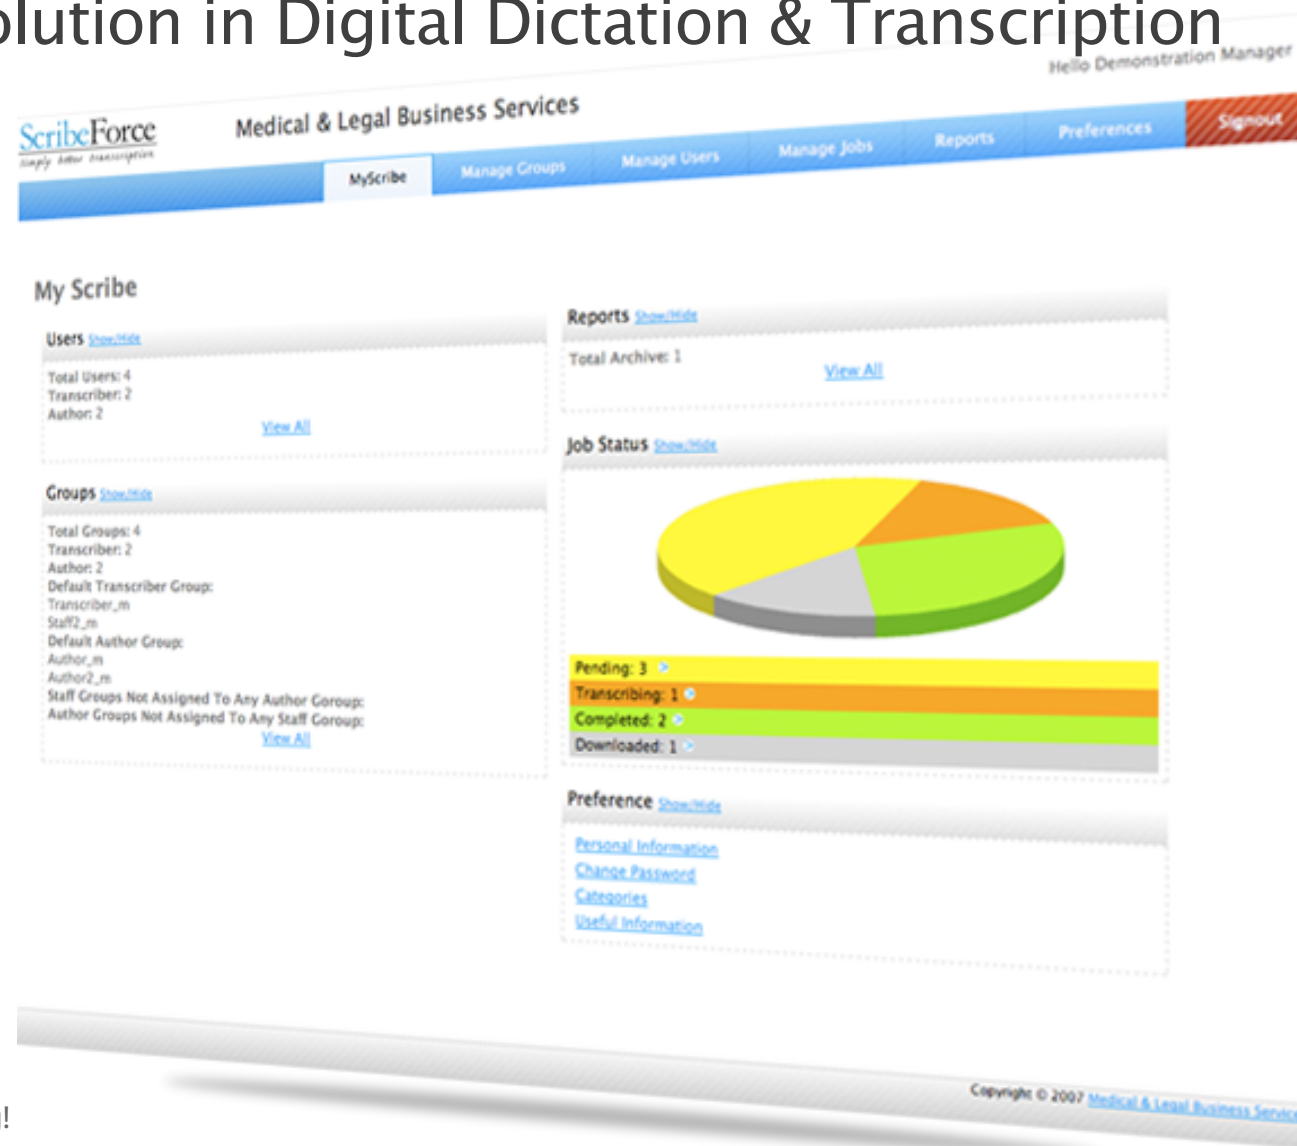 olution in Digital Dictation & Transcription
Hello Demonstration Manager
ScribeForce
Simply better transcription
Medical & Legal Business Services
MyScribe
Manage Groups
Manage Users
Manage Jobs
Reports
Preferences
Signout
My Scribe
Users Show/Hide
Total Users: 4
Transcriber: 2
Author: 2
View All
Groups Show/Hide
Total Groups: 4
Transcriber: 2
Author: 2
Default Transcriber Group:
Transcriber_m
Staff2_m
Default Author Group:
Author_m
Author2_m
Staff Groups Not Assigned To Any Author Goroup:
Author Groups Not Assigned To Any Staff Goroup:
View All
Reports Show/Hide
Total Archive: 1
View All
Job Status Show/Hide
Pending: 3
Transcribing: 1
Completed: 2
Downloaded: 1
Preference Show/Hide
Personal Information
Change Password
Categories
Useful Information
Copyright © 2007 Medical & Legal Business Service
!